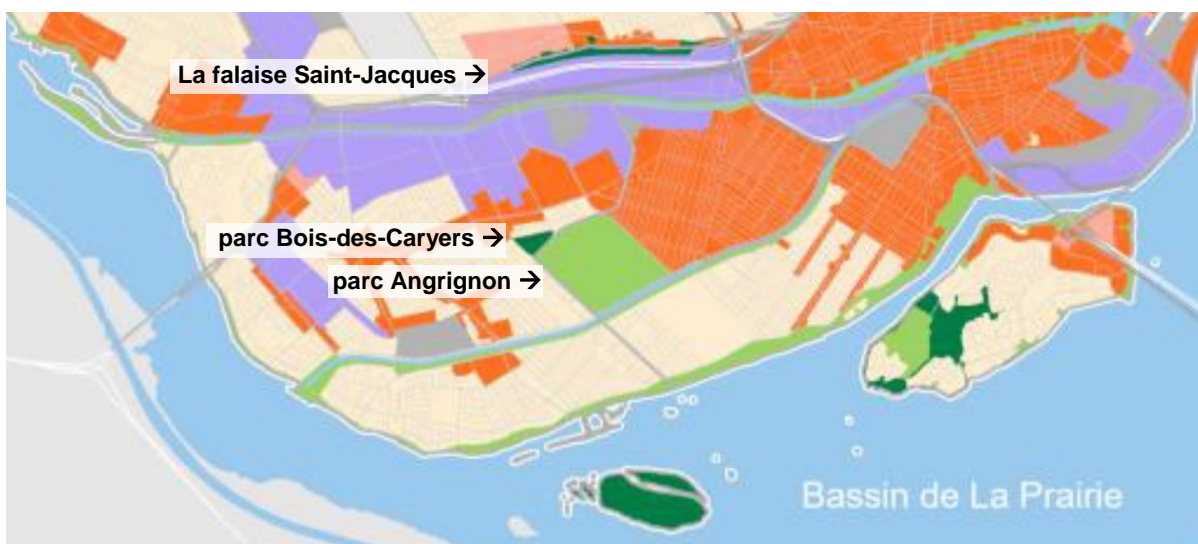 La falaise Saint-Jacques →
parc Bois-des-Caryers →
parc Angrignon →
Bassin de La Prairie